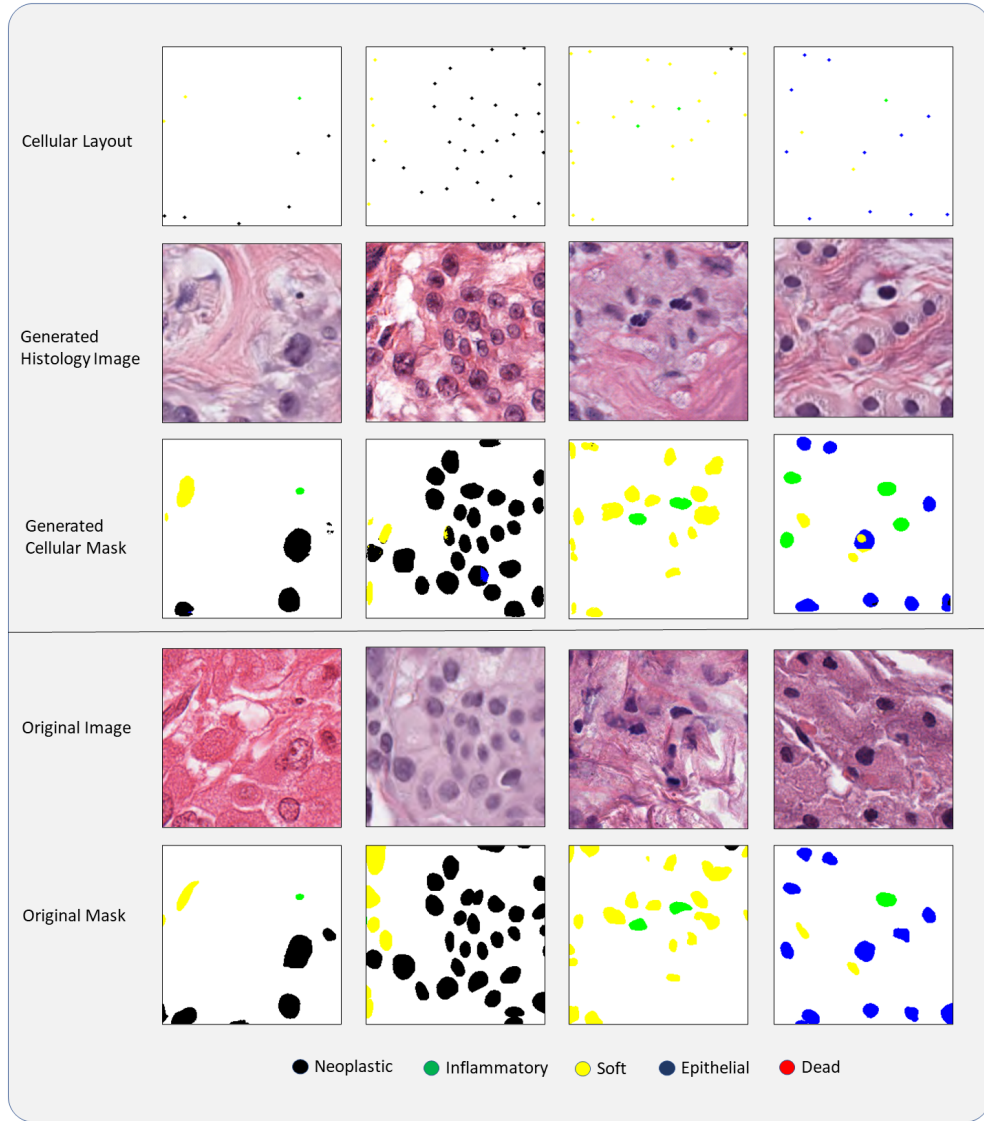 Cellular Layout
Generated
Histology Image
Generated
Cellular Mask
Original Image
Original Mask
Neoplastic
Inflammatory
Soft
Epithelial
Dead